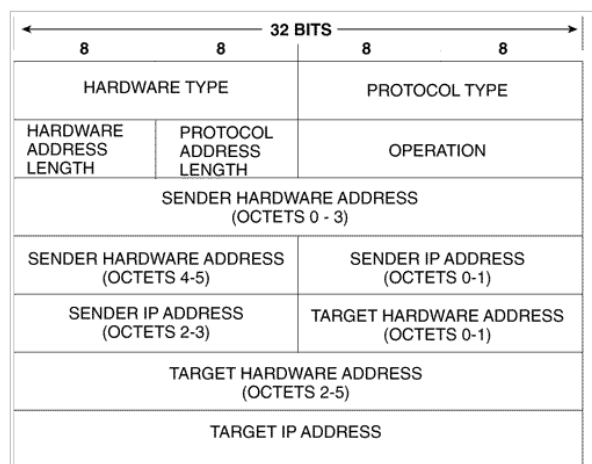 32 BITS
8 8 8 8
HARDWARE TYPE PROTOCOL TYPE
HARDWARE
ADDRESS
LENGTH
PROTOCOL
ADDRESS
LENGTH
OPERATION
SENDER HARDWARE ADDRESS
(OCTETS 0 - 3)
SENDER HARDWARE ADDRESS
(OCTETS 4-5)
SENDER IP ADDRESS
(OCTETS 0-1)
SENDER IP ADDRESS
(OCTETS 2-3)
TARGET HARDWARE ADDRESS
(OCTETS 0-1)
TARGET HARDWARE ADDRESS
(OCTETS 2-5)
TARGET IP ADDRESS